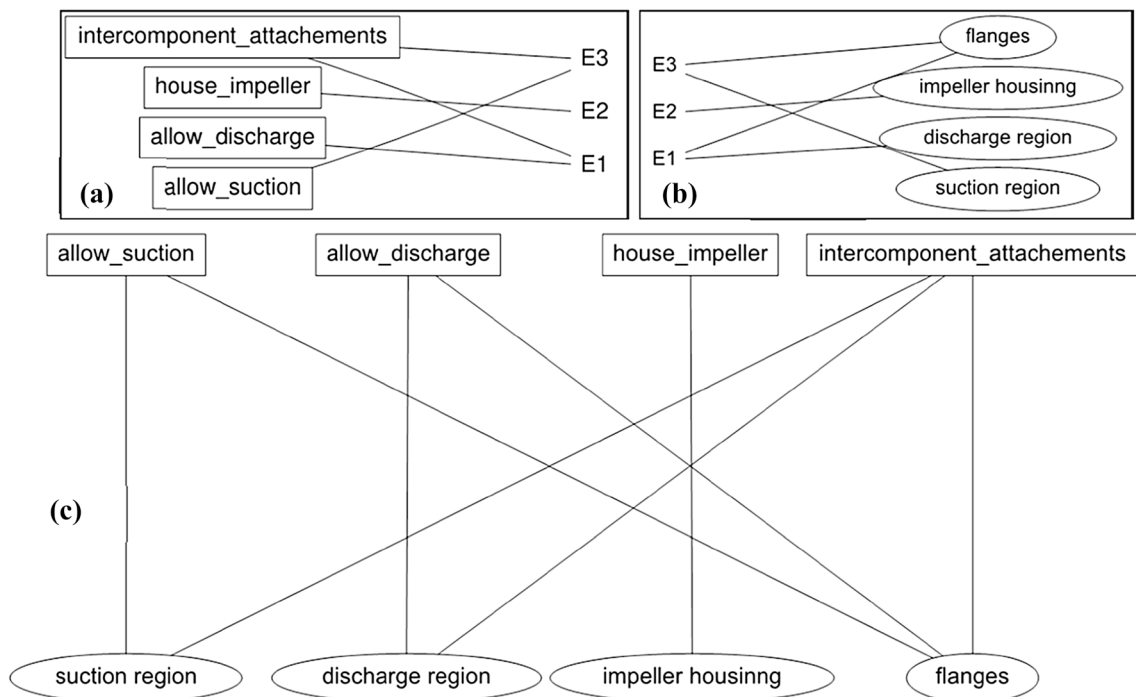 intercomponent_attachements
house_impeller
allow_discharge
allow_suction
E3
E2
E1
(a)
E3
E2
E1
flanges
impeller housinng
discharge region
suction region
(b)
allow_suction
allow_discharge
house_impeller
intercomponent_attachements
(c)
suction region
discharge region
impeller housinng
flanges